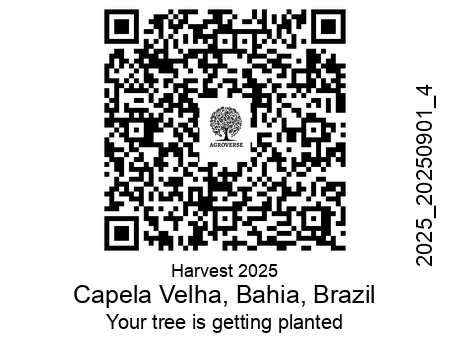 AGROVERSE
Harvest 2025
Capela Velha, Bahia, Brazil
Your tree is getting planted
2025_20250901_4